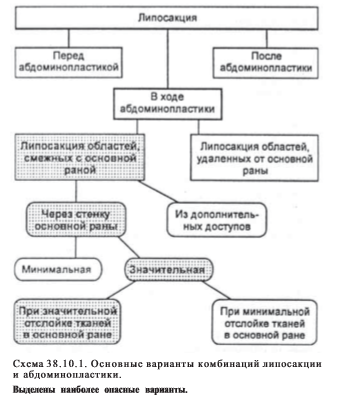 Липосакция
Перед
абдоминопластикой
После
абдоминопластики
В ходе
абдоминопластики
Липосакция областей,
смежных с основной
раной
Липосакция областей,
удаленных от основной
раны
Через стенку
основной раны
Из дополнитель-
ных доступов
Минимальная
Значительная
При значительной
отслойке тканей
в основной ране
При минимальной
отслойке тканей
в основной ране
Схема 38.10.1. Основные варианты комбинаций липосакции
и абдоминопластики.
Выделены наиболее опасные варианты.